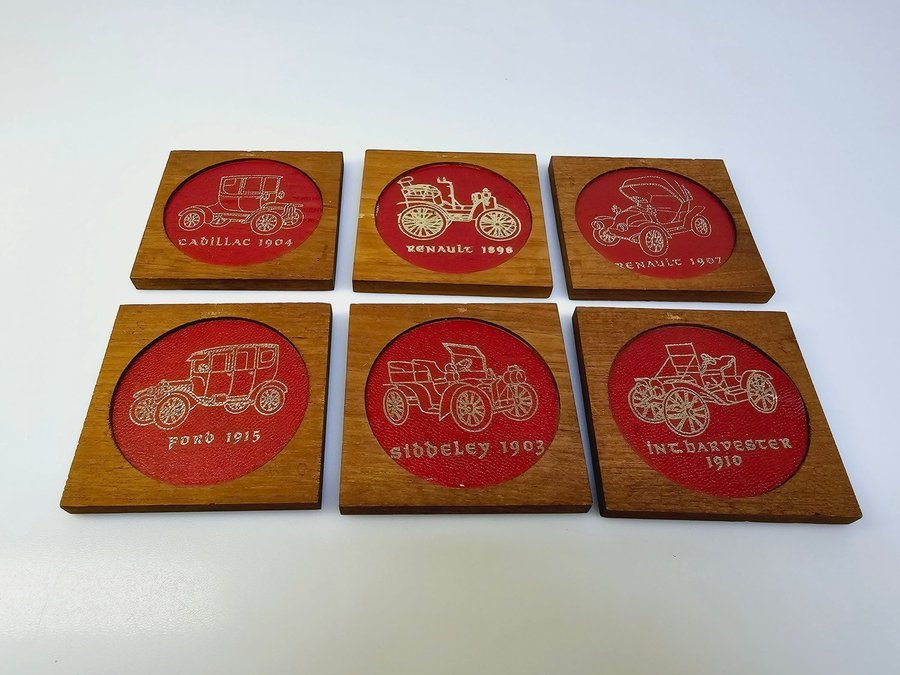 CADILLAC 1904
RENAULT 1898
RENAULT 1907
FORD 1915
SIDDELEY 1903
INT HARVESTER
1910